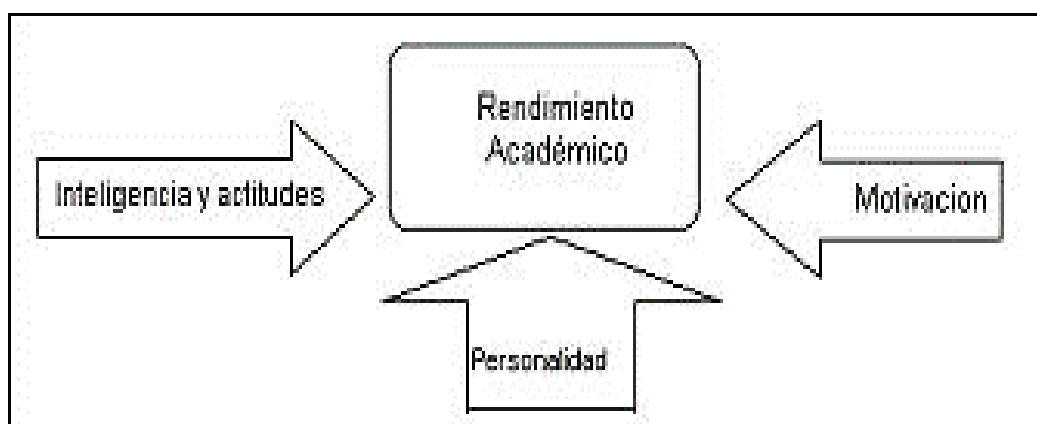 Rendimiento
Académico
Inteligencia y actitudes
Motivacion
Personalidad